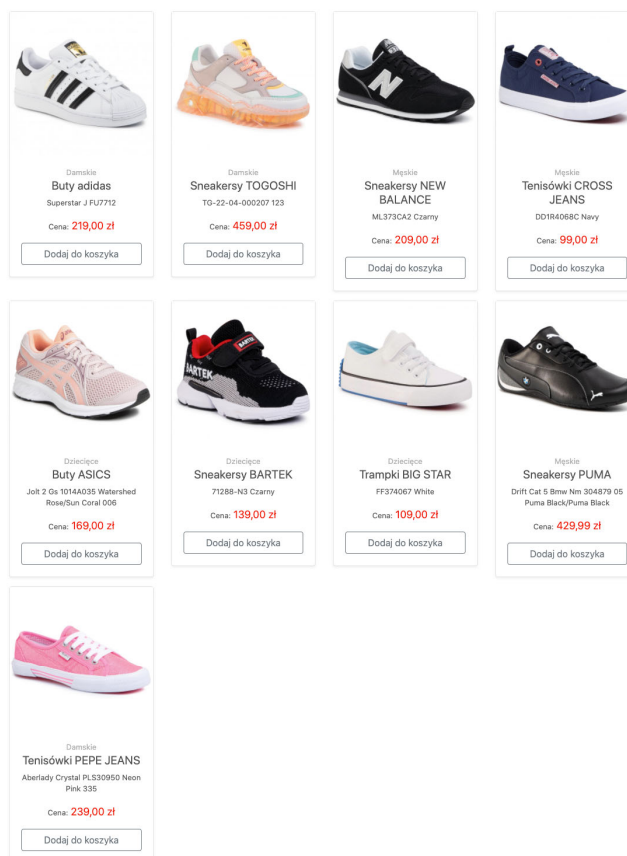 Damskie
Buty adidas
Superstar J FU7712
Cena: 219,00 zł
Dodaj do koszyka
Damskie
Sneakersy TOGOSHI
TG-22-04-000207 123
Cena: 459,00 zł
Dodaj do koszyka
N
Męskie
Sneakersy NEW
BALANCE
ML373CA2 Czarny
Cena: 209,00 zł
Dodaj do koszyka
Męskie
Tenisówki CROSS
JEANS
DD1R4068C Navy
Cena: 99,00 zł
Dodaj do koszyka
Dziecięce
Buty ASICS
Jolt 2 Gs 1014A035 Watershed
Rose/Sun Coral 006
Cena: 169,00 zł
Dodaj do koszyka
BARTEK
BARTEK
Dziecięce
Sneakersy BARTEK
71288-N3 Czarny
Cena: 139,00 zł
Dodaj do koszyka
Dziecięce
Trampki BIG STAR
FF374067 White
Cena: 109,00 zł
Dodaj do koszyka
Męskie
Sneakersy PUMA
Drift Cat 5 Bmw Nm 304879 05
Puma Black/Puma Black
Cena: 429,99 zł
Dodaj do koszyka
Damskie
Tenisówki PEPE JEANS
Aberlady Crystal PLS30950 Neon
Pink 335
Cena: 239,00 zł
Dodaj do koszyka